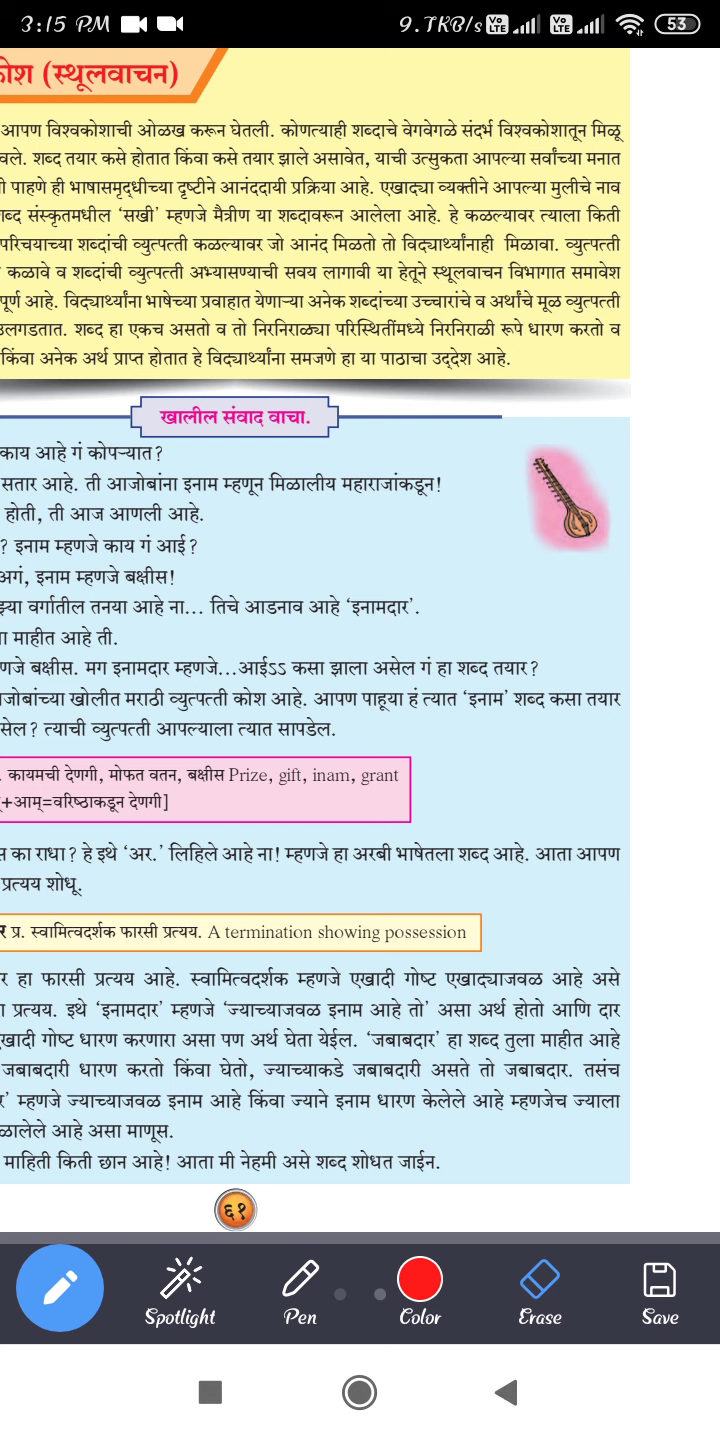 3:15 PM
9.7KB/s
Vo LTE
Vo LTE
53
(स्थूलवाचन)
आपण विश्वकोशाची ओळख करून घेतली. कोणत्याही शब्दाचे वेगवेगळे संदर्भ विश्वकोशातून मिळू
वले. शब्द तयार कसे होतात किंवा कसे तयार झाले असावेत, याची उत्सुकता आपल्या सर्वांच्या मनात
पाहणे ही भाषासमृद्धीच्या दृष्टीने आनंददायी प्रक्रिया आहे. एखाद्या व्यक्तीने आपल्या मुलीचे नाव
शब्द संस्कृतमधील ‘सखी’ म्हणजे मैत्रीण या शब्दावरून आलेला आहे. हे कळल्यावर त्याला किती
परिचयाच्या शब्दांची व्युत्पत्ती कळल्यावर जो आनंद मिळतो तो विद्यार्थ्यांनाही मिळावा. व्युत्पत्ती
कळावे व शब्दांची व्युत्पत्ती अभ्यासण्याची सवय लागावी या हेतूने स्थूलवाचन विभागात समावेश
पूर्ण आहे. विद्यार्थ्यांना भाषेच्या प्रवाहात येणाऱ्या अनेक शब्दांच्या उच्चारांचे व अर्थांचे मूळ व्युत्पत्ती
उलगडतात. शब्द हा एकच असतो व तो निरनिराळ्या परिस्थितींमध्ये निरनिराळी रूपे धारण करतो व
किंवा अनेक अर्थ प्राप्त होतात हे विद्यार्थ्यांना समजणे हा या पाठाचा उद्देश आहे.
खालील संवाद वाचा.
काय आहे गं कोपऱ्यात?
सतार आहे. ती आजोबांना इनाम म्हणून मिळालीय महाराजांकडून!
होती, ती आज आणली आहे.
? इनाम म्हणजे काय गं आई?
अगं, इनाम म्हणजे बक्षीस!
झ्या वर्गातील तनया आहे ना... तिचे आडनाव आहे ‘इनामदार’.
माहीत आहे ती.
णजे बक्षीस. मग इनामदार म्हणजे...आईऽऽ कसा झाला असेल गं हा शब्द तयार?
जोबांच्या खोलीत मराठी व्युत्पत्ती कोश आहे. आपण पाहूया हं त्यात ‘इनाम’ शब्द कसा तयार
सेल? त्याची व्युत्पत्ती आपल्याला त्यात सापडेल.
. कायमची देणगी, मोफत वतन, बक्षीस Prize, gift, inam, grant
+आम्=वरिष्ठाकडून देणगी]
का राधा? हे इथे ‘अर.’ लिहिले आहे ना! म्हणजे हा अरबी भाषेतला शब्द आहे. आता आपण
प्रत्यय शोधू.
र प्र. स्वामित्वदर्शक फारसी प्रत्यय. A termination showing possession
र हा फारसी प्रत्यय आहे. स्वामित्वदर्शक म्हणजे एखादी गोष्ट एखाद्याजवळ आहे असे
प्रत्यय. इथे ‘इनामदार’ म्हणजे ‘ज्याच्याजवळ इनाम आहे तो’ असा अर्थ होतो आणि दार
खादी गोष्ट धारण करणारा असा पण अर्थ घेता येईल. ‘जबाबदार’ हा शब्द तुला माहीत आहे
जबाबदारी धारण करतो किंवा घेतो, ज्याच्याकडे जबाबदारी असते तो जबाबदार. तसंच
र’ म्हणजे ज्याच्याजवळ इनाम आहे किंवा ज्याने इनाम धारण केलेले आहे म्हणजेच ज्याला
ळालेले आहे असा माणूस.
माहिती किती छान आहे! आता मी नेहमी असे शब्द शोधत जाईन.
६१
Spotlight
Pen
Color
Erase
Save